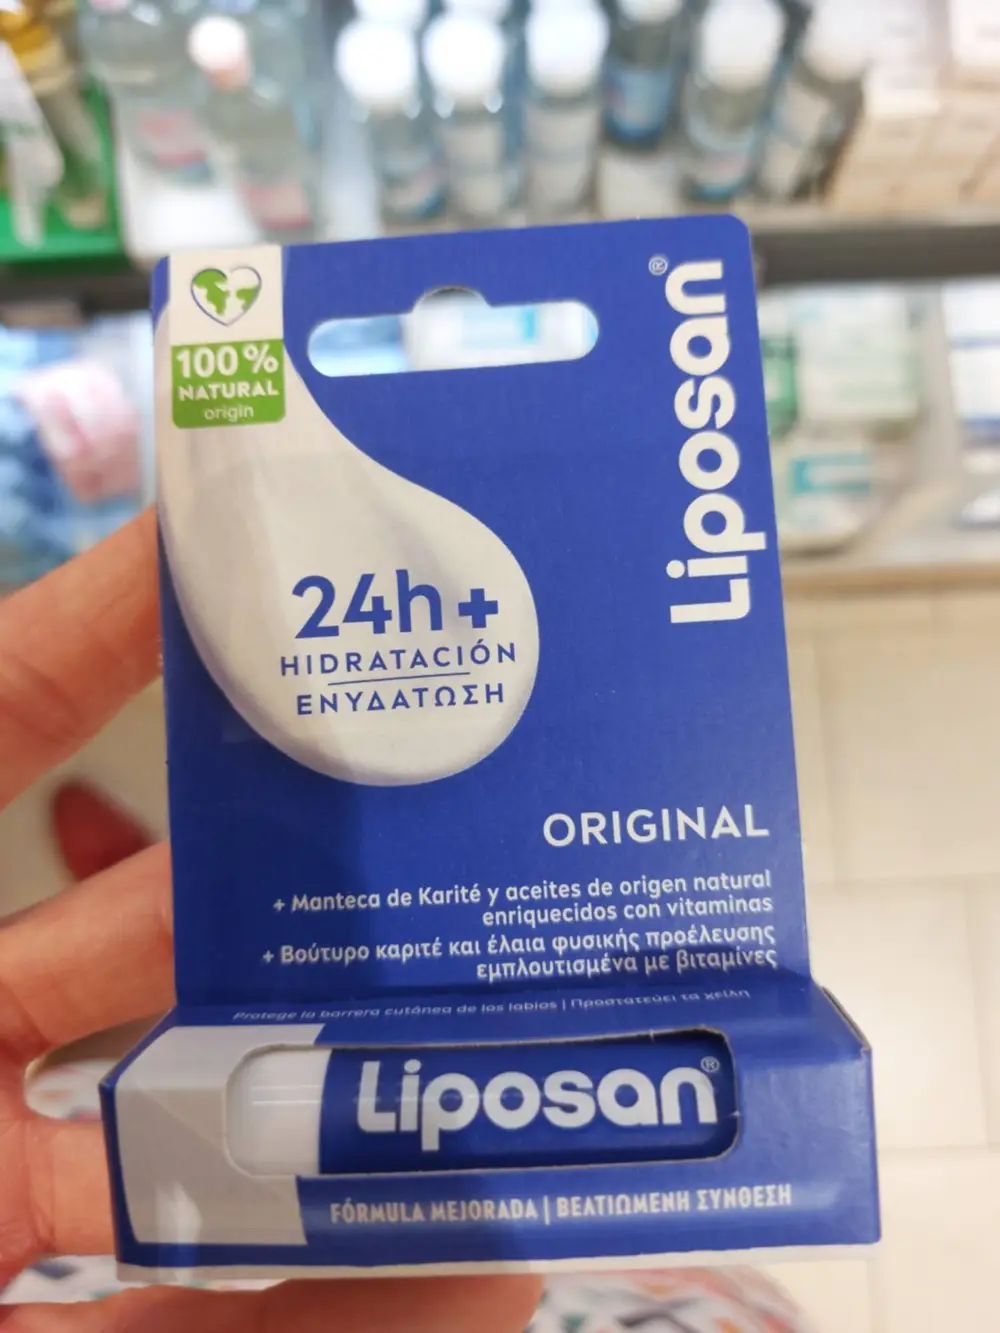 100%
NATURAL
origin
Liposan®
24h+
HIDRATACIÓN
ΕΝΥΔΑΤΩΣΗ
ORIGINAL
+ Manteca de Karité y aceites de origen natural
enriquecidos con vitaminas
+ Βούτυρο καριτέ και έλαια φυσικής προέλευσης
εμπλουτισμένα με βιταμίνες
Protege la barrera cutánea de los labios | Προστατεύει τα χείλη
Liposan®
FÓRMULA MEJORADA | ΒΕΛΤΙΩΜΕΝΗ ΣΥΝΘΕΣΗ